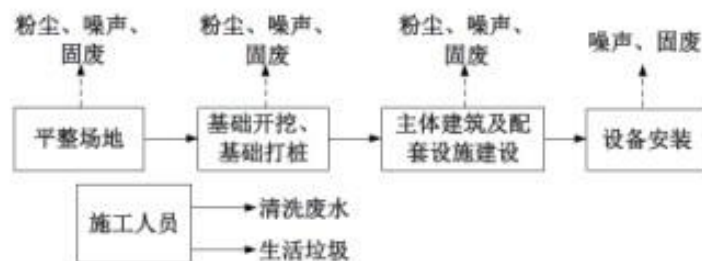 粉尘、噪声、
固废
粉尘、噪声、
固废
粉尘、噪声、
固废
噪声、固废
平整场地
基础开挖、
基础打桩
主体建筑及配
套设施建设
设备安装
施工人员
清洗废水
生活垃圾